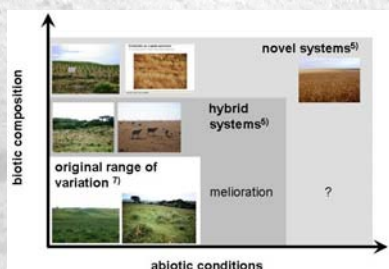 novel systems5)
hybrid
systems6)
original range of
variation 7)
melioration
?
biotic composition
abiotic conditions